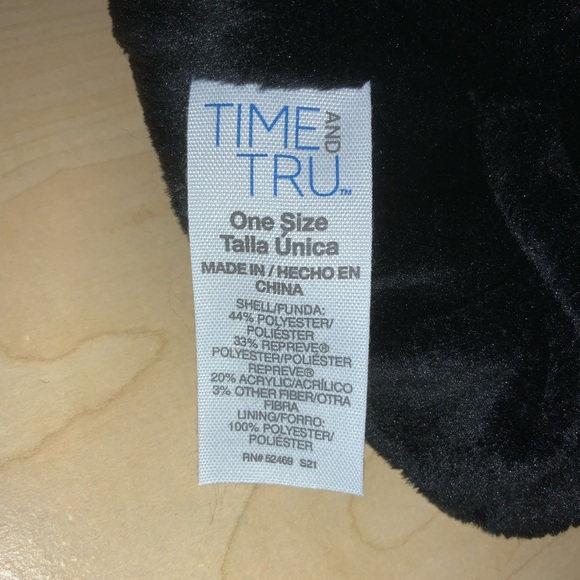 TIME AND
TRU™
One Size
Talla Única
MADE IN / HECHO EN
CHINA
SHELL/FUNDA:
44% POLYESTER/
POLIÉSTER
33% REPREVE®
POLYESTER/POLIÉSTER
REPREVE®
20% ACRYLIC/ACRÍLICO
3% OTHER FIBER/OTRA
FIBRA
LINING/FORRO:
100% POLYESTER/
POLIÉSTER
RN# 52469 S21